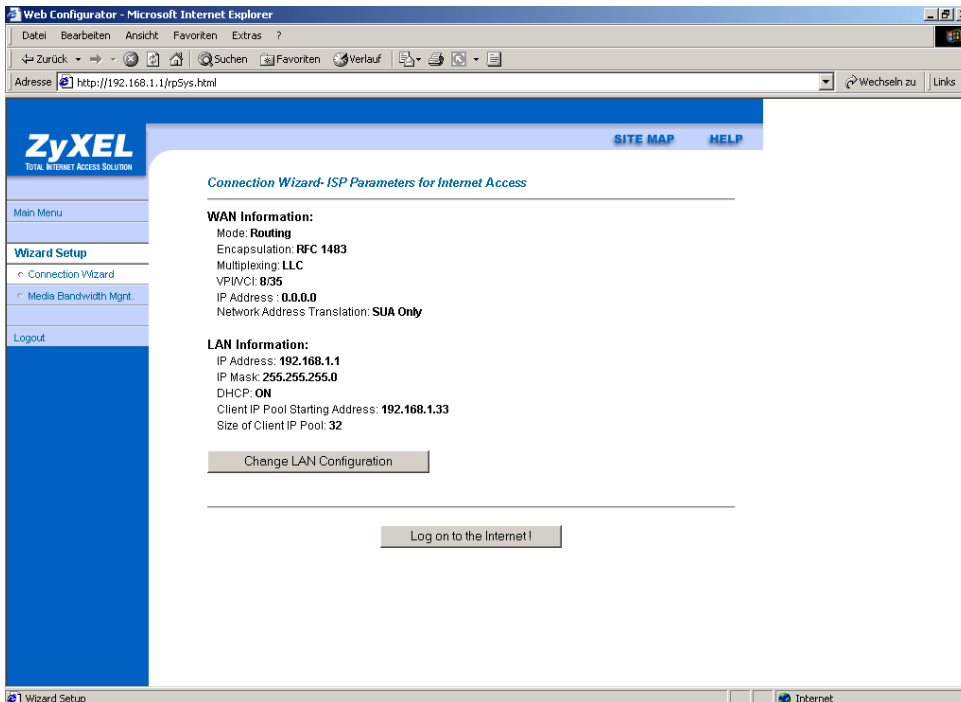 Web Configurator - Microsoft Internet Explorer
Datei Bearbeiten Ansicht Favoriten Extras ?
Zurück Suchen Favoriten Verlauf
Adresse http://192.168.1.1/rpSys.html Wechseln zu Links
ZyXEL
TOTAL INTERNET ACCESS SOLUTION
SITE MAP HELP
Main Menu
Wizard Setup
Connection Wizard
Media Bandwidth Mgnt.
Logout
Connection Wizard- ISP Parameters for Internet Access
WAN Information:
Mode: Routing
Encapsulation: RFC 1483
Multiplexing: LLC
VPI/VCI: 8/35
IP Address : 0.0.0.0
Network Address Translation: SUA Only
LAN Information:
IP Address: 192.168.1.1
IP Mask: 255.255.255.0
DHCP: ON
Client IP Pool Starting Address: 192.168.1.33
Size of Client IP Pool: 32
Change LAN Configuration
Log on to the Internet !
Wizard Setup Internet